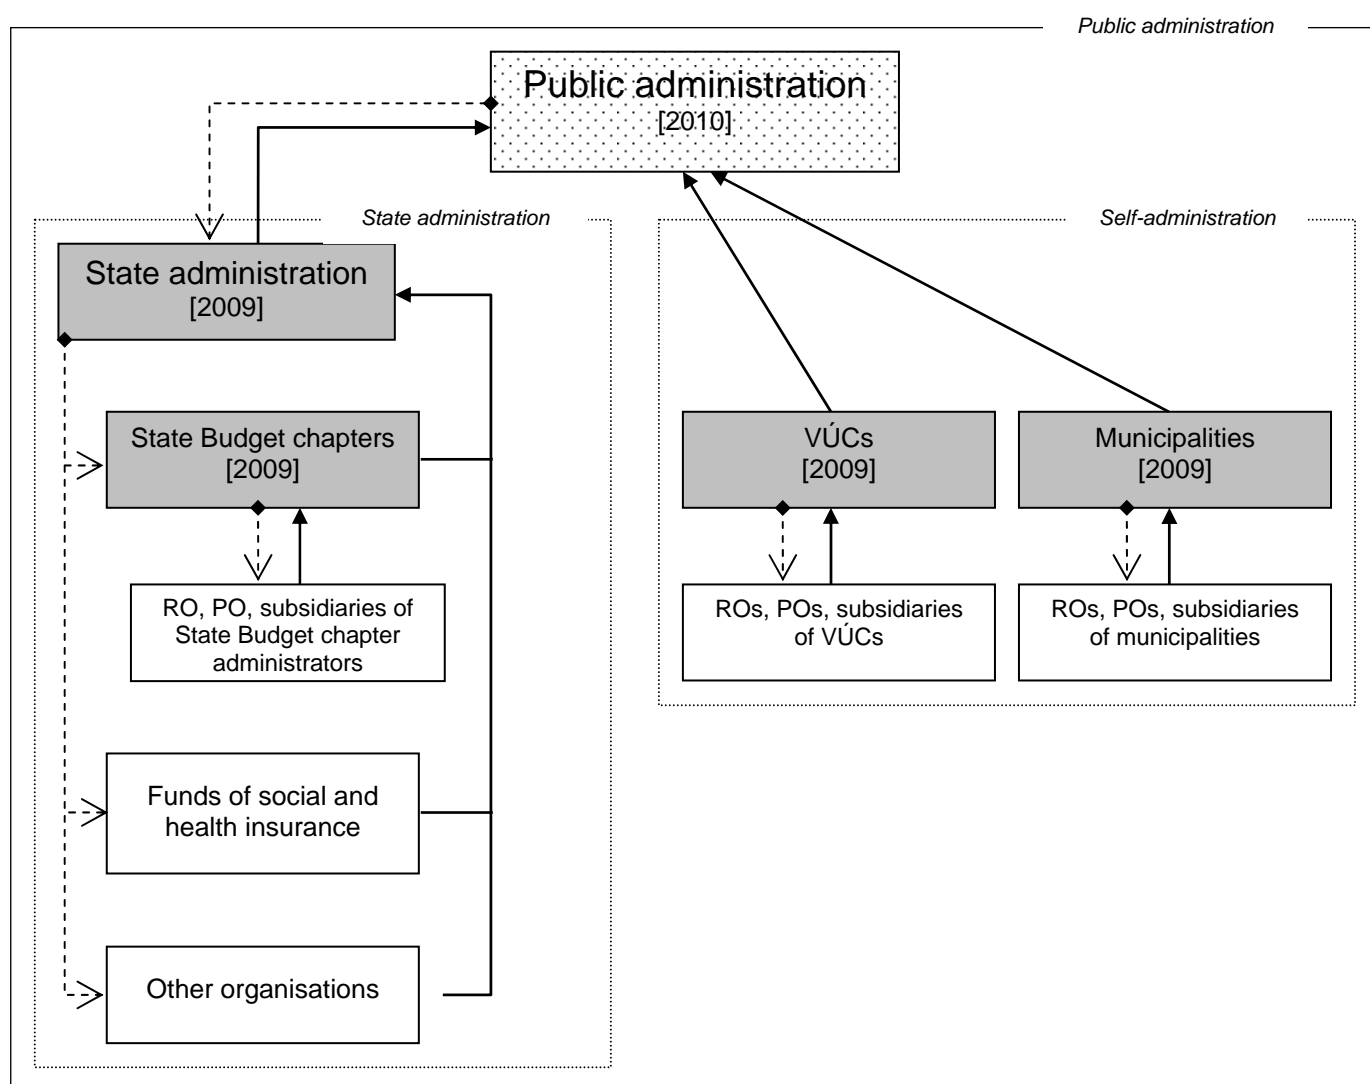 Public administration
Public administration
[2010]
State administration
Self-administration
State administration
[2009]
State Budget chapters
[2009]
VÚCs
[2009]
Municipalities
[2009]
RO, PO, subsidiaries of
State Budget chapter
administrators
ROs, POs, subsidiaries
of VÚCs
ROs, POs, subsidiaries
of municipalities
Funds of social and
health insurance
Other organisations